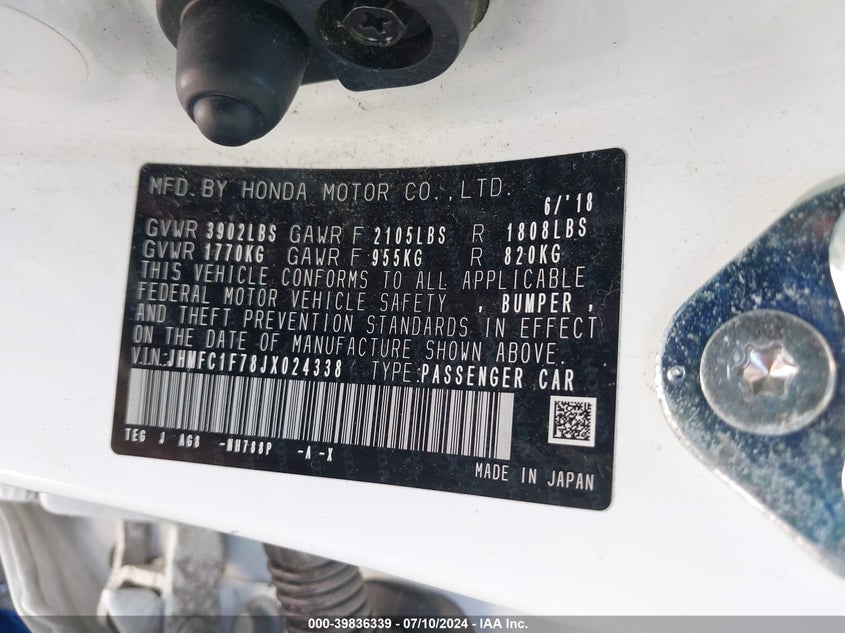 MFD. BY HONDA MOTOR CO., LTD. 6/'18
GVWR 3902LBS GAWR F 2105LBS R 1808LBS
GVWR 1770KG GAWR F 955KG R 820KG
THIS VEHICLE CONFORMS TO ALL APPLICABLE
FEDERAL MOTOR VEHICLE SAFETY , BUMPER ,
AND THEFT PREVENTION STANDARDS IN EFFECT
ON THE DATE OF MANUFACTURE SHOWN ABOVE.
VIN:JHMFC1F78JX024338 TYPE:PASSENGER CAR
TEG J AG8 -NH788P -A -X
MADE IN JAPAN
000-39836339 / 07/10/2024 - IAA Inc.